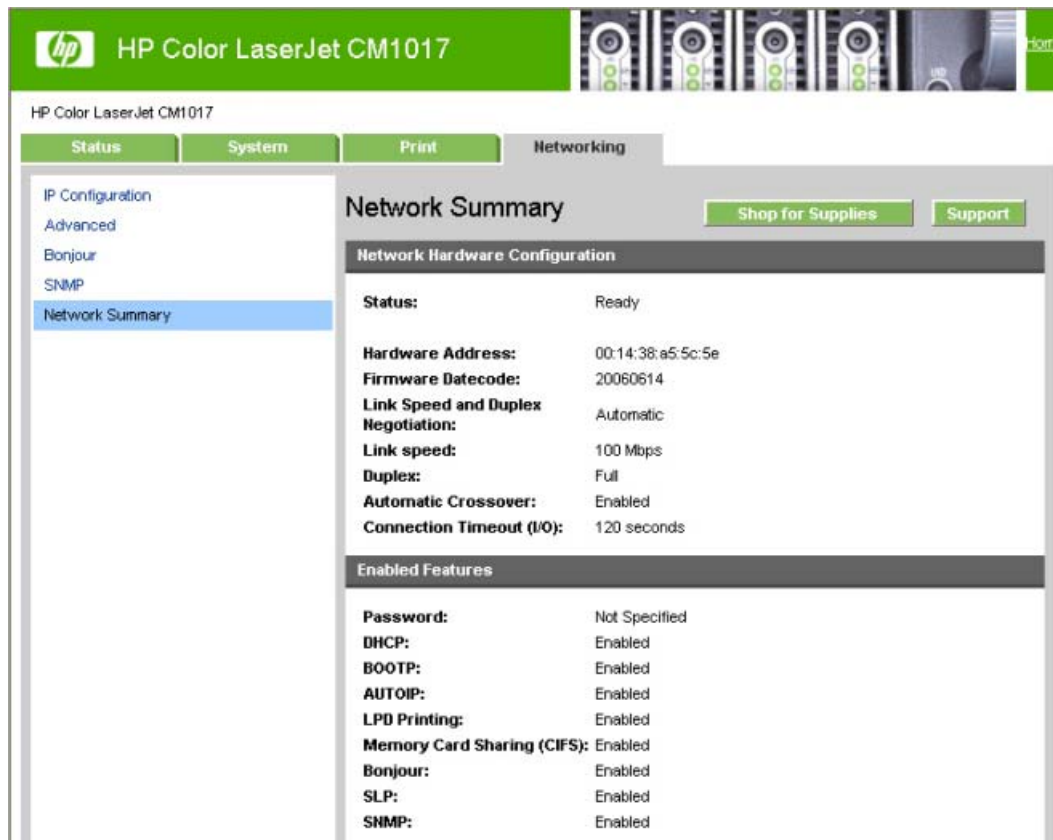 hp HP Color LaserJet CM1017
HP Color LaserJet CM1017
Status System Print Networking
IP Configuration
Advanced
Bonjour
SNMP
Network Summary
Network Summary
Shop for Supplies Support
Network Hardware Configuration
Status: Ready
Hardware Address: 00:14:38:a5:5c:5e
Firmware Datecode: 20060614
Link Speed and Duplex
Negotiation: Automatic
Link speed: 100 Mbps
Duplex: Full
Automatic Crossover: Enabled
Connection Timeout (I/O): 120 seconds
Enabled Features
Password: Not Specified
DHCP: Enabled
BOOTP: Enabled
AUTOIP: Enabled
LPD Printing: Enabled
Memory Card Sharing (CIFS): Enabled
Bonjour: Enabled
SLP: Enabled
SNMP: Enabled